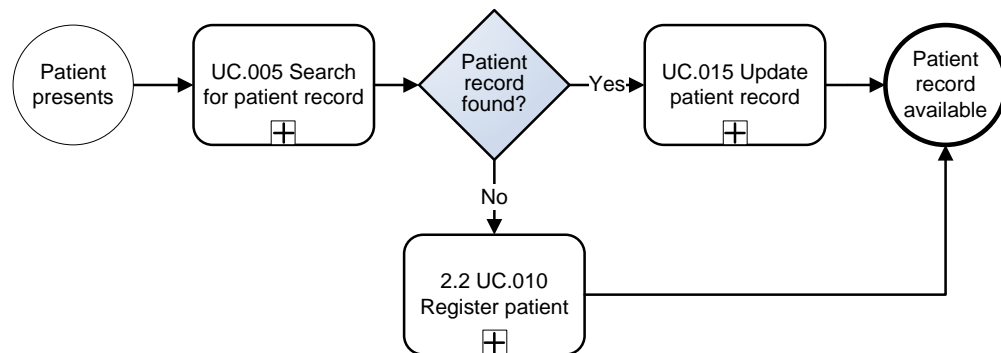 Patient
presents
UC.005 Search
for patient record
Patient
record
found?
Yes
UC.015 Update
patient record
Patient
record
available
No
2.2 UC.010
Register patient